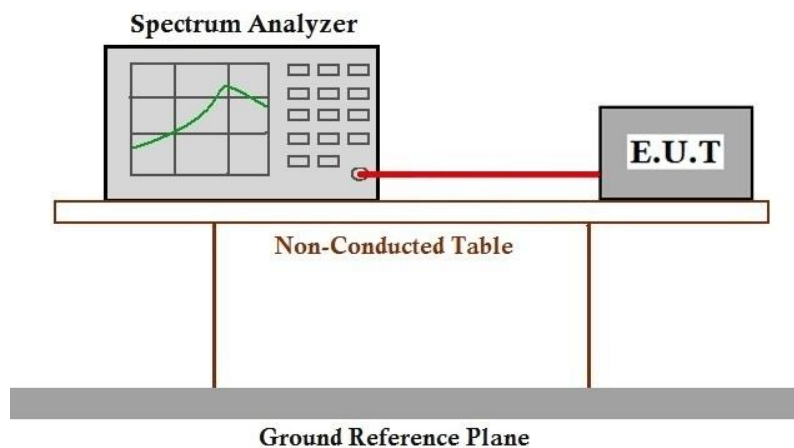 Spectrum Analyzer
E.U.T
Non-Conducted Table
Ground Reference Plane